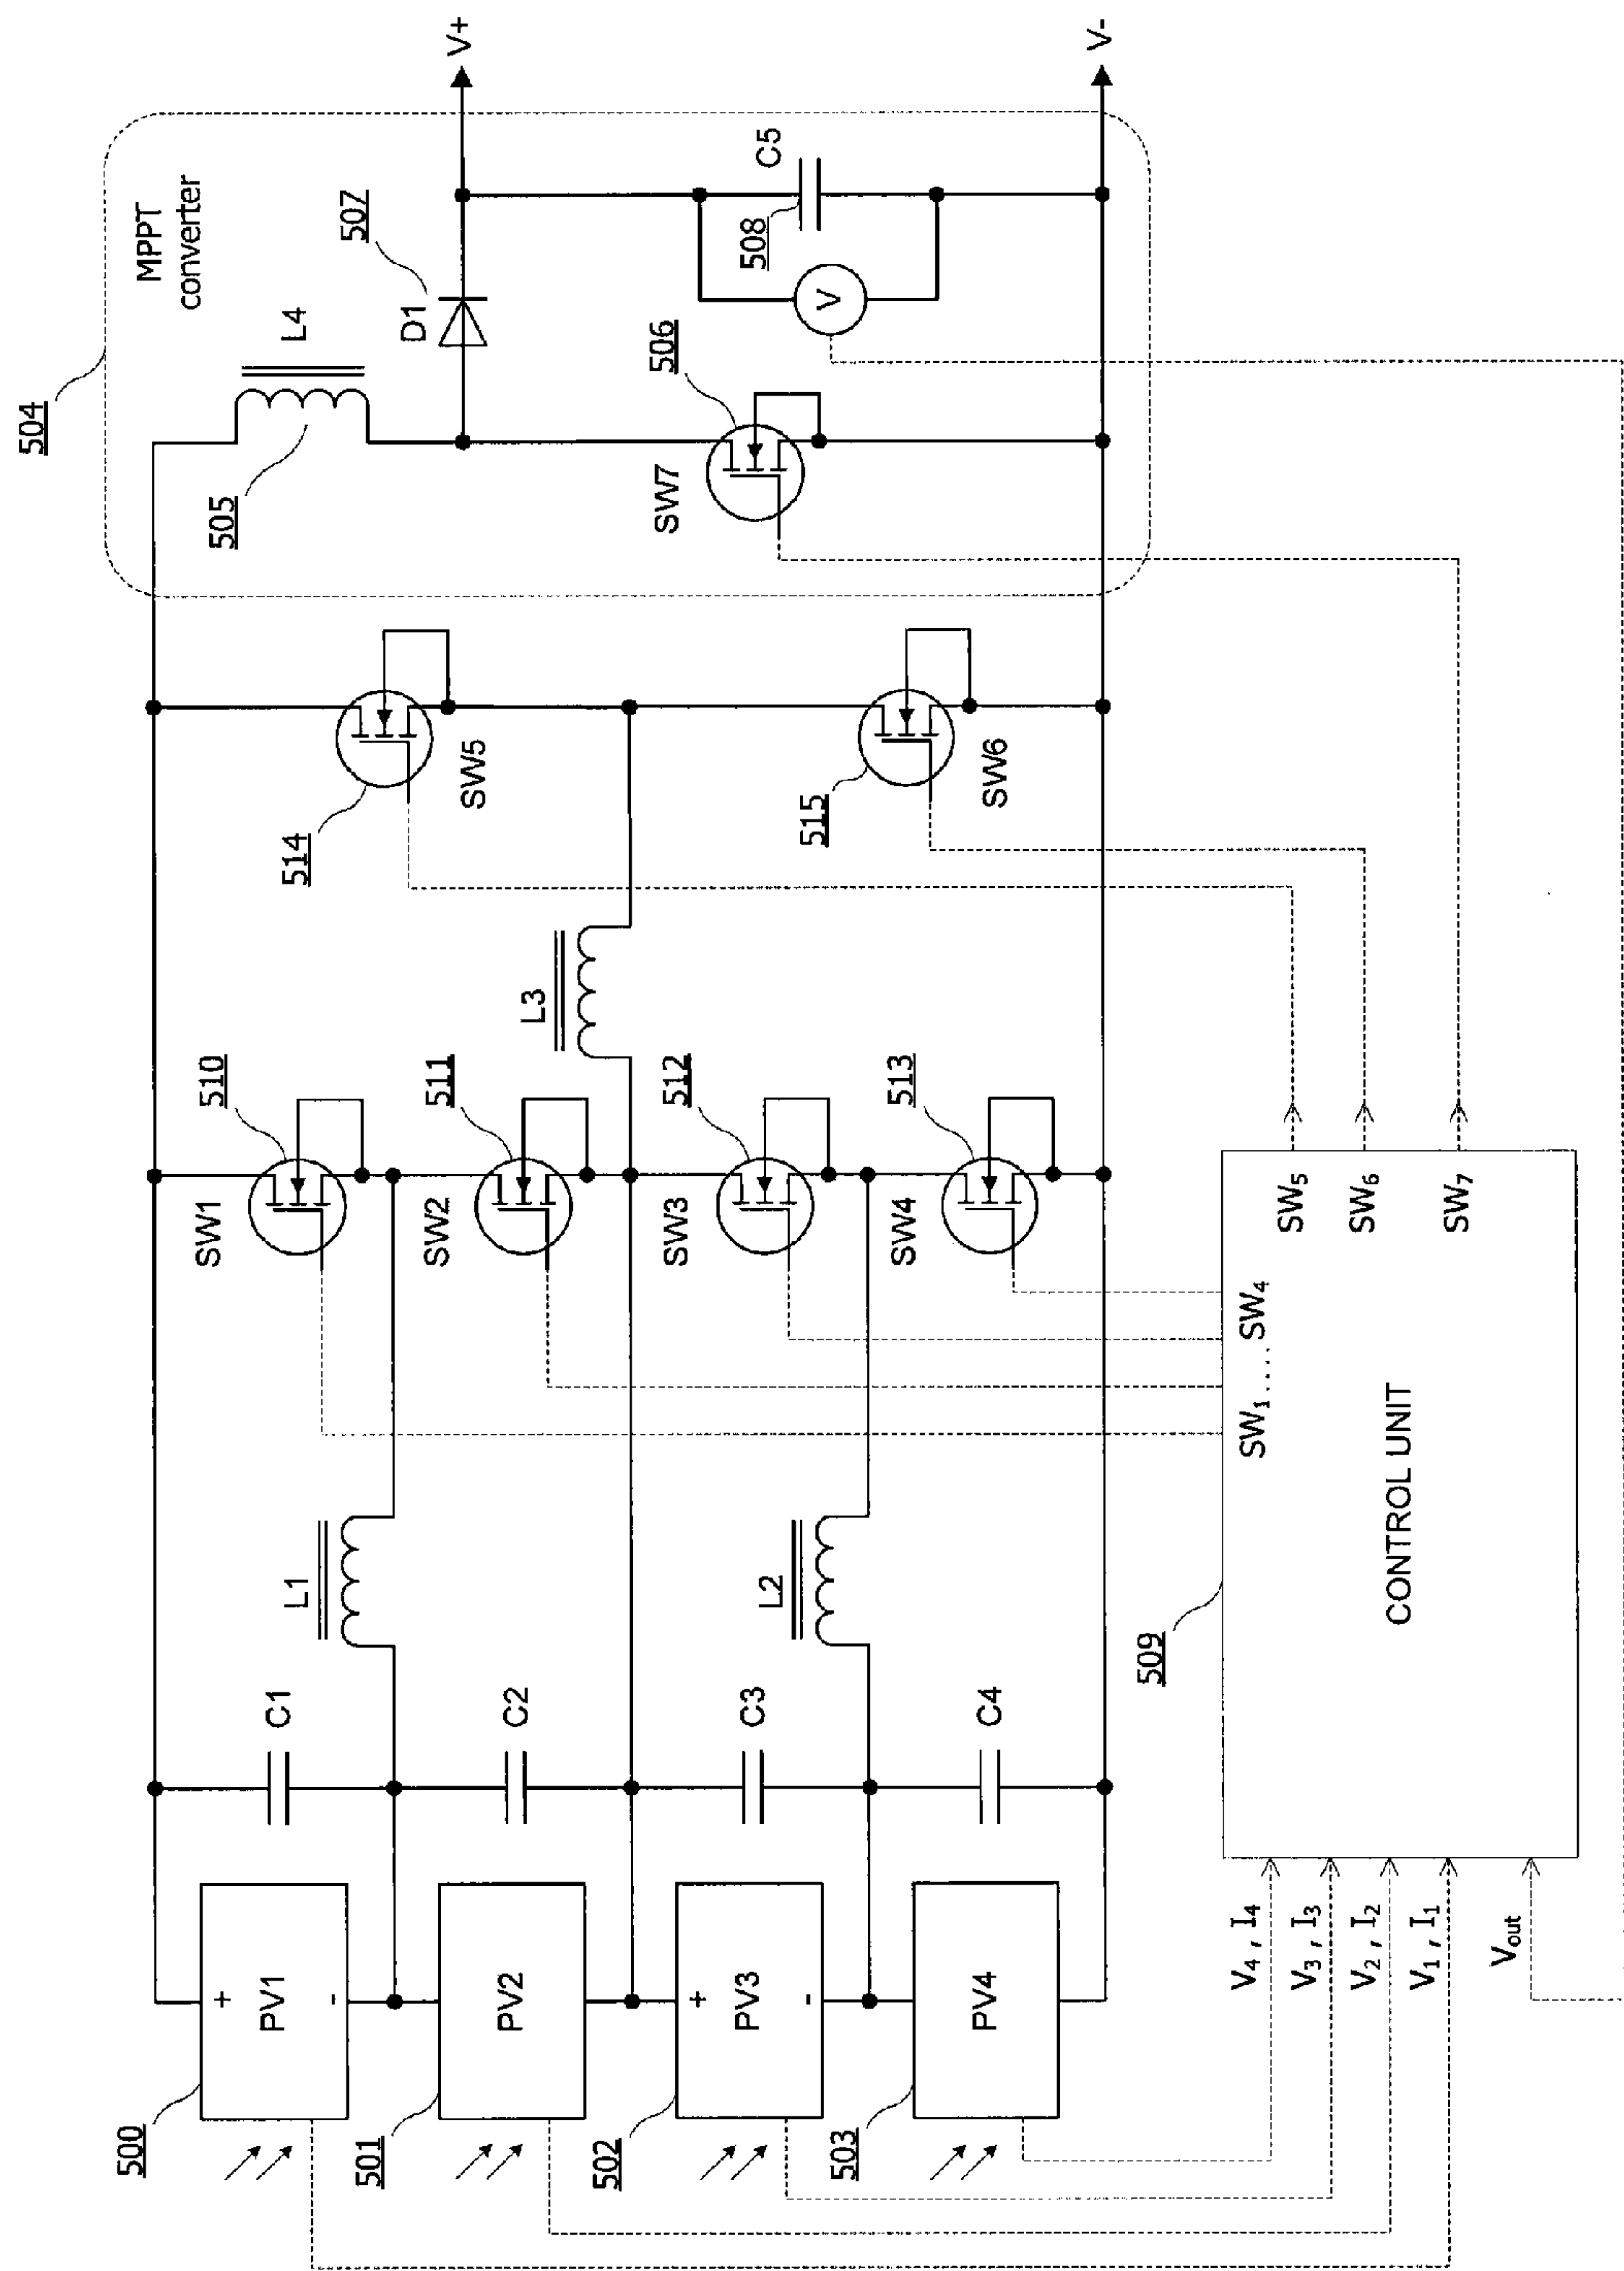 504
MPPT
converter
L4
505
507
D1
V+
506
SW7
508
C5
V
V-
514
SW5
515
SW6
L3
510
SW1
511
SW2
512
SW3
513
SW4
L1
L2
C1
C2
C3
C4
500
+
PV1
-
501
PV2
502
+
PV3
-
503
PV4
509
CONTROL UNIT
SW1.....SW4
SW5
SW6
SW7
V4 , I4
V3 , I3
V2 , I2
V1 , I1
Vout